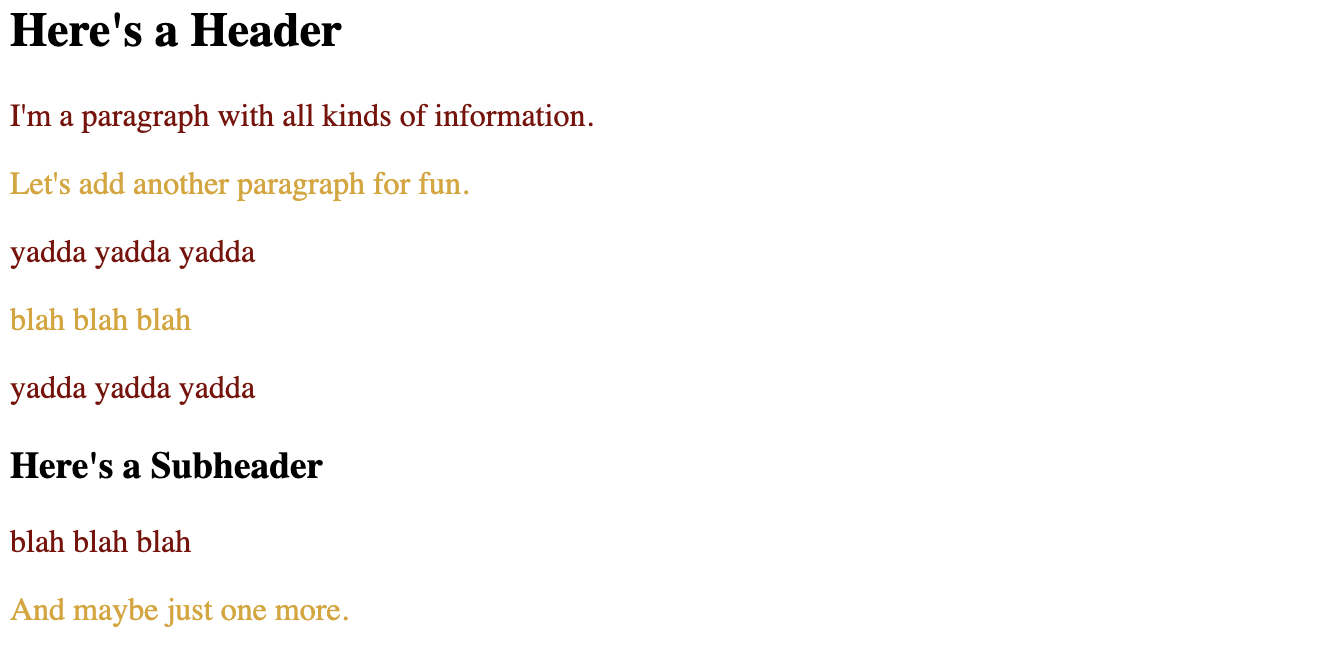 Here's a Header
I'm a paragraph with all kinds of information.
Let's add another paragraph for fun.
yadda yadda yadda
blah blah blah
yadda yadda yadda
Here's a Subheader
blah blah blah
And maybe just one more.